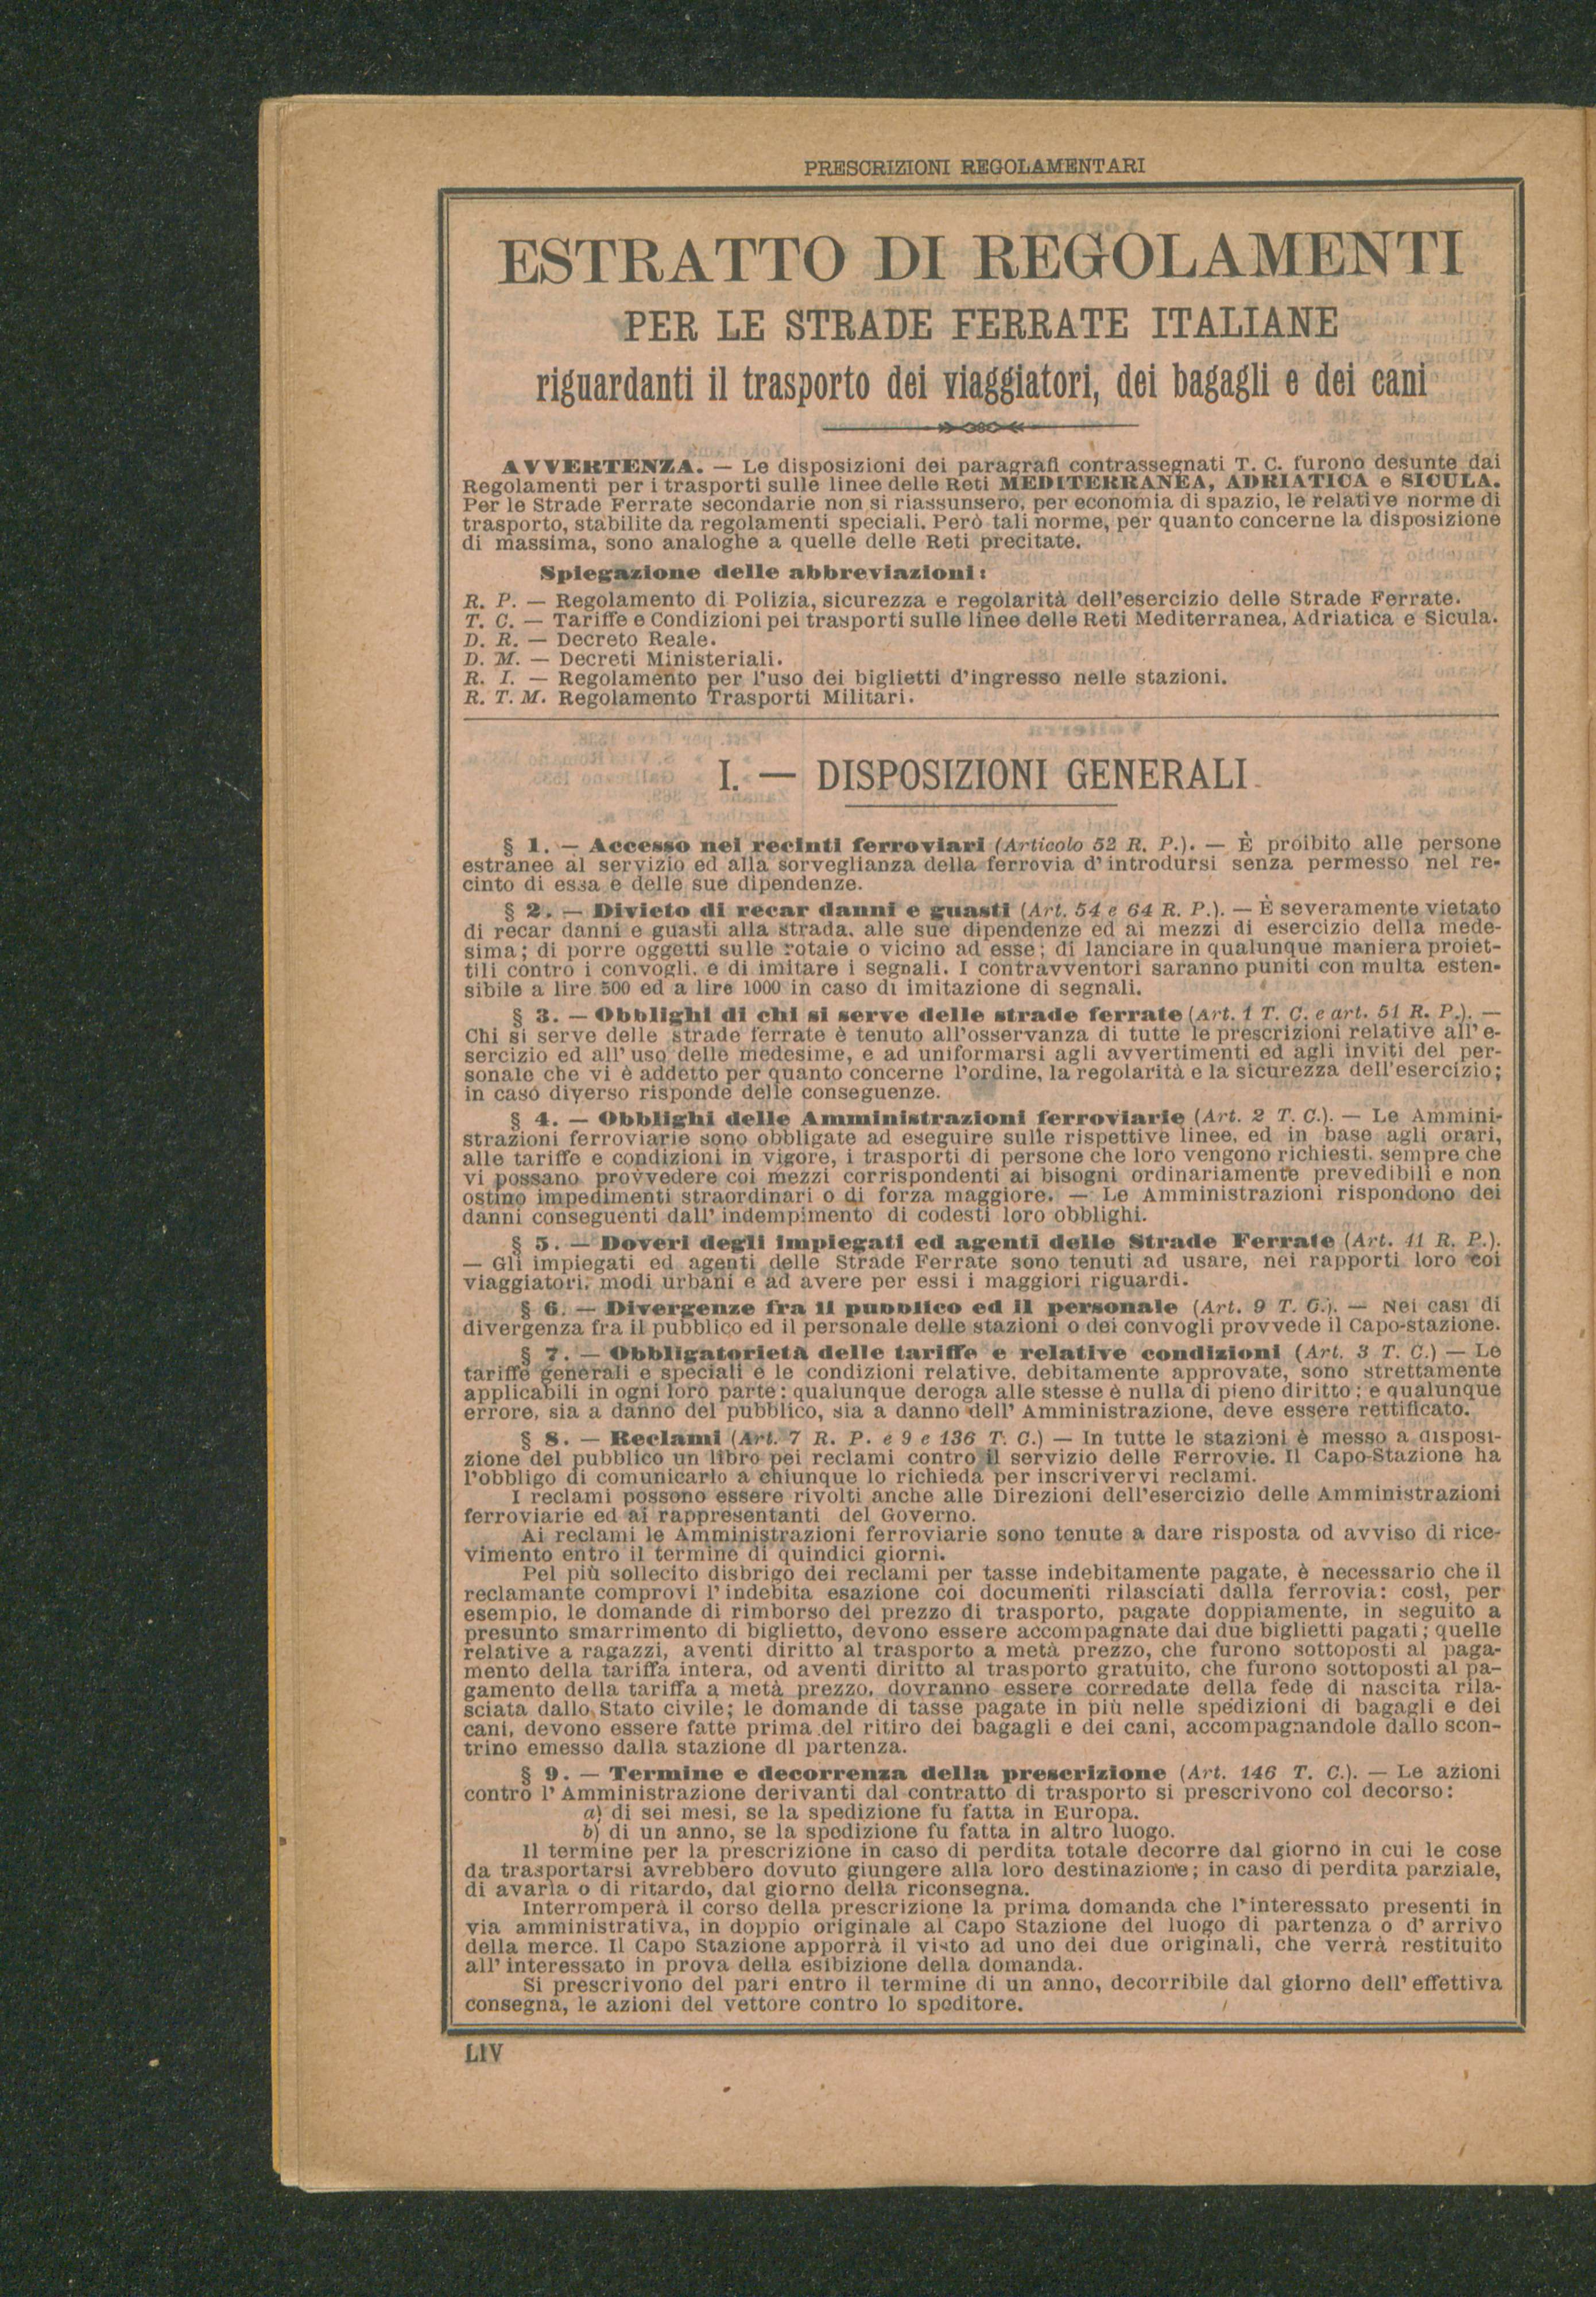 PRESCRIZIONI REGOLAMENTARI
ESTRATTO DI REGOLAMENTI
PER LE STRADE FERRATE ITALIANE
riguardanti il trasporto dei viaggiatori, dei bagagli e dei cani
AVVERTENZA. — Le disposizioni dei paragrafi contrassegnati T. C. furono desunte dai
Regolamenti per i trasporti sulle linee delle Reti MEDITERRANEA, ADRIATICA e SICULA.
Per le Strade Ferrate secondarie non si riassunsero, per economia di spazio, le relative norme di
trasporto, stabilite da regolamenti speciali. Però tali norme, per quanto concerne la disposizione
di massima, sono analoghe a quelle delle Reti precitate.
Spiegazione delle abbreviazioni:
R. P. — Regolamento di Polizia, sicurezza e regolarità dell'esercizio delle Strade Ferrate.
T. C. — Tariffe e Condizioni pei trasporti sulle linee delle Reti Mediterranea, Adriatica e Sicula.
D. R. — Decreto Reale.
D. M. — Decreti Ministeriali.
R. I. — Regolamento per l'uso dei biglietti d'ingresso nelle stazioni.
R. T. M. Regolamento Trasporti Militari.
I. — DISPOSIZIONI GENERALI
§ 1. — Accesso nei recinti ferroviari (Articolo 52 R. P.). — È proibito alle persone
estranee al servizio ed alla sorveglianza della ferrovia d' introdursi senza permesso nel re-
cinto di essa e delle sue dipendenze.
§ 2. — Divieto di recar danni e guasti (Art. 54 e 64 R. P.). — È severamente vietato
di recar danni e guasti alla strada, alle sue dipendenze ed ai mezzi di esercizio della mede-
sima; di porre oggetti sulle rotaie o vicino ad esse; di lanciare in qualunque maniera proiet-
tili contro i convogli, e di imitare i segnali. I contravventori saranno puniti con multa esten-
sibile a lire 500 ed a lire 1000 in caso di imitazione di segnali.
§ 3. — Obblighi di chi si serve delle strade ferrate (Art. 1 T. C. e art. 51 R. P.). —
Chi si serve delle strade ferrate è tenuto all'osservanza di tutte le prescrizioni relative all' e-
sercizio ed all' uso delle medesime, e ad uniformarsi agli avvertimenti ed agli inviti del per-
sonale che vi è addetto per quanto concerne l'ordine, la regolarità e la sicurezza dell'esercizio;
in caso diverso risponde delle conseguenze.
§ 4. — Obblighi delle Amministrazioni ferroviarie (Art. 2 T. C.). — Le Ammini-
strazioni ferroviarie sono obbligate ad eseguire sulle rispettive linee, ed in base agli orari,
alle tariffe e condizioni in vigore, i trasporti di persone che loro vengono richiesti, sempre che
vi possano provvedere coi mezzi corrispondenti ai bisogni ordinariamente prevedibili e non
ostino impedimenti straordinari o di forza maggiore. — Le Amministrazioni rispondono dei
danni conseguenti dall' indempimento di codesti loro obblighi.
§ 5. — Doveri degli impiegati ed agenti delle Strade Ferrate (Art. 11 R. P.).
— Gli impiegati ed agenti delle Strade Ferrate sono tenuti ad usare, nei rapporti loro coi
viaggiatori, modi urbani e ad avere per essi i maggiori riguardi.
§ 6. — Divergenze fra il pubblico ed il personale (Art. 9 T. C.). — Nei casi di
divergenza fra il pubblico ed il personale delle stazioni o dei convogli provvede il Capo-stazione.
§ 7. — Obbligatorietà delle tariffe e relative condizioni (Art. 3 T. C.) — Le
tariffe generali e speciali e le condizioni relative, debitamente approvate, sono strettamente
applicabili in ogni loro parte; qualunque deroga alle stesse è nulla di pieno diritto; e qualunque
errore, sia a danno del pubblico, sia a danno dell' Amministrazione, deve essere rettificato.
§ 8. — Reclami (Art. 7 R. P. e 9 e 136 T. C.) — In tutte le stazioni è messo a disposi-
zione del pubblico un libro pei reclami contro il servizio delle Ferrovie. Il Capo-Stazione ha
l'obbligo di comunicarlo a chiunque lo richieda per inscrivervi reclami.
I reclami possono essere rivolti anche alle Direzioni dell'esercizio delle Amministrazioni
ferroviarie ed ai rappresentanti del Governo.
Ai reclami le Amministrazioni ferroviarie sono tenute a dare risposta od avviso di rice-
vimento entro il termine di quindici giorni.
Pel più sollecito disbrigo dei reclami per tasse indebitamente pagate, è necessario che il
reclamante comprovi l' indebita esazione coi documenti rilasciati dalla ferrovia: così, per
esempio, le domande di rimborso del prezzo di trasporto, pagate doppiamente, in seguito a
presunto smarrimento di biglietto, devono essere accompagnate dai due biglietti pagati; quelle
relative a ragazzi, aventi diritto al trasporto a metà prezzo, che furono sottoposti al paga-
mento della tariffa intera, od aventi diritto al trasporto gratuito, che furono sottoposti al pa-
gamento della tariffa a metà prezzo, dovranno essere corredate della fede di nascita rila-
sciata dallo Stato civile; le domande di tasse pagate in più nelle spedizioni di bagagli e dei
cani, devono essere fatte prima del ritiro dei bagagli e dei cani, accompagnandole dallo scon-
trino emesso dalla stazione di partenza.
§ 9. — Termine e decorrenza della prescrizione (Art. 146 T. C.). — Le azioni
contro l' Amministrazione derivanti dal contratto di trasporto si prescrivono col decorso:
a) di sei mesi, se la spedizione fu fatta in Europa.
b) di un anno, se la spedizione fu fatta in altro luogo.
Il termine per la prescrizione in caso di perdita totale decorre dal giorno in cui le cose
da trasportarsi avrebbero dovuto giungere alla loro destinazione; in caso di perdita parziale,
di avaria o di ritardo, dal giorno della riconsegna.
Interromperà il corso della prescrizione la prima domanda che l'interessato presenti in
via amministrativa, in doppio originale al Capo Stazione del luogo di partenza o d' arrivo
della merce. Il Capo Stazione apporrà il visto ad uno dei due originali, che verrà restituito
all' interessato in prova della esibizione della domanda.
Si prescrivono del pari entro il termine di un anno, decorribile dal giorno dell' effettiva
consegna, le azioni del vettore contro lo speditore.
LIV